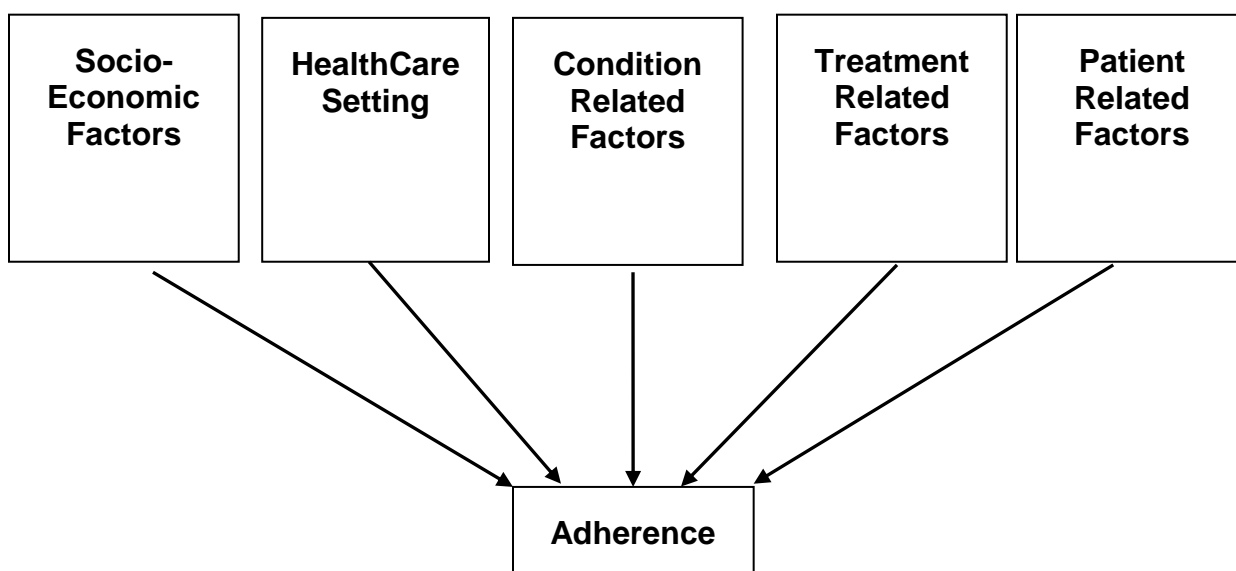 Socio-
Economic
Factors
HealthCare
Setting
Condition
Related
Factors
Treatment
Related
Factors
Patient
Related
Factors
Adherence